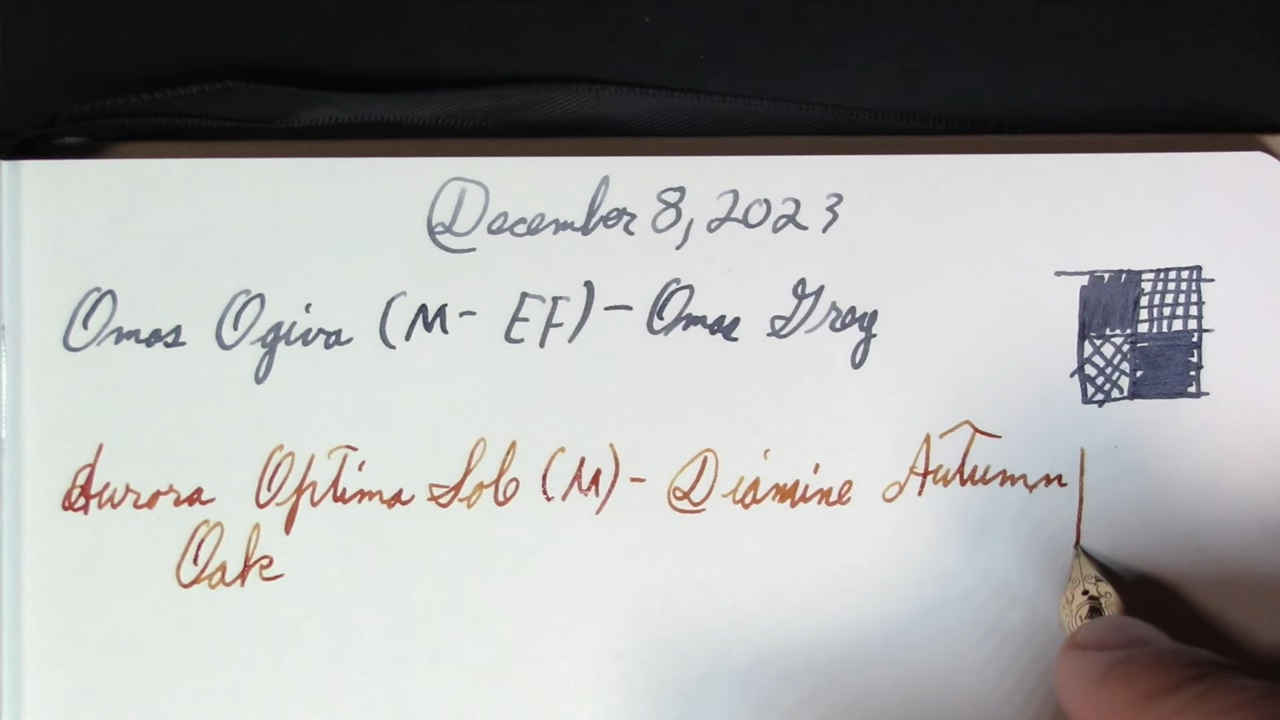 December 8, 2023
Omas Ogiva (M- EF) - Omas Grey
Aurora Optima Sole (M) - Diamine Autumn
Oak